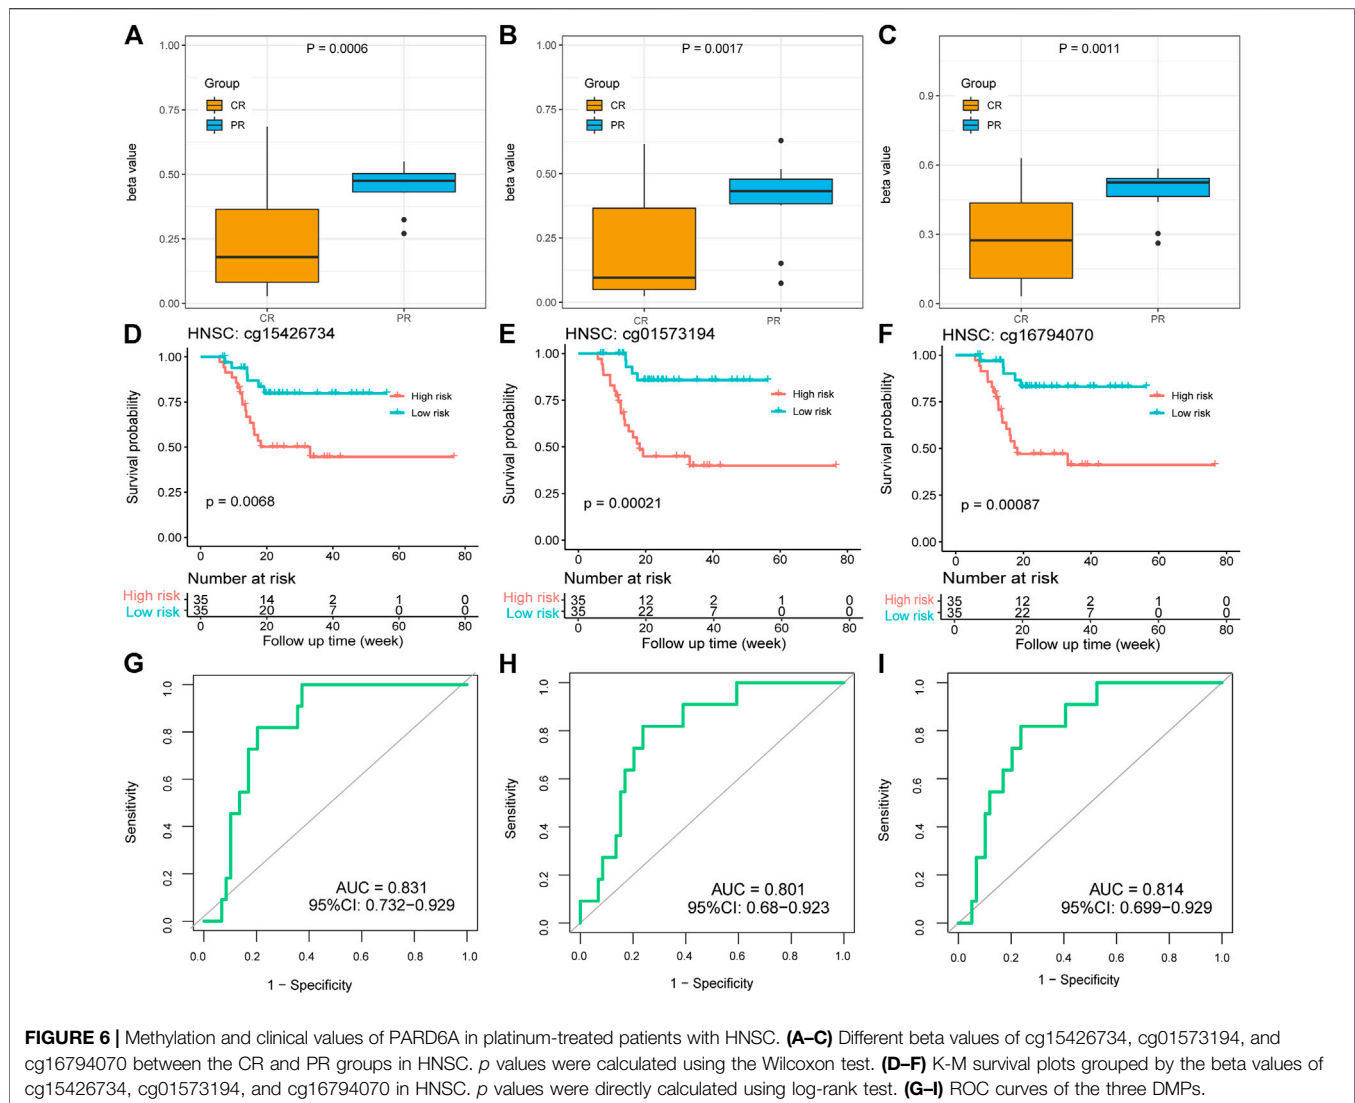 A
B
C
P = 0.0006
P = 0.0017
P = 0.0011
Group
CR
PR
Group
CR
PR
Group
CR
PR
beta value
1.00
0.75
0.50
0.25
0.00
CR
PR
beta value
1.00
0.75
0.50
0.25
0.00
CR
PR
beta value
0.9
0.6
0.3
0.0
CR
PR
D
HNSC: cg15426734
Survival probability
1.00
0.75
0.50
0.25
0.00
High risk
Low risk
p = 0.0068
0 20 40 60 80
Number at risk
High risk 35 14 2 1 0
Low risk 35 20 7 0 0
0 20 40 60 80
Follow up time (week)
E
HNSC: cg01573194
Survival probability
1.00
0.75
0.50
0.25
0.00
High risk
Low risk
p = 0.00021
0 20 40 60 80
Number at risk
High risk 35 12 2 1 0
Low risk 35 22 7 0 0
0 20 40 60 80
Follow up time (week)
F
HNSC: cg16794070
Survival probability
1.00
0.75
0.50
0.25
0.00
High risk
Low risk
p = 0.00087
0 20 40 60 80
Number at risk
High risk 35 12 2 1 0
Low risk 35 22 7 0 0
0 20 40 60 80
Follow up time (week)
G
Sensitivity
1.0
0.8
0.6
0.4
0.2
0.0
AUC = 0.831
95%CI: 0.732−0.929
0.0 0.2 0.4 0.6 0.8 1.0
1 − Specificity
H
Sensitivity
1.0
0.8
0.6
0.4
0.2
0.0
AUC = 0.801
95%CI: 0.68−0.923
0.0 0.2 0.4 0.6 0.8 1.0
1 − Specificity
I
Sensitivity
1.0
0.8
0.6
0.4
0.2
0.0
AUC = 0.814
95%CI: 0.699−0.929
0.0 0.2 0.4 0.6 0.8 1.0
1 − Specificity
FIGURE 6 | Methylation and clinical values of PARD6A in platinum-treated patients with HNSC. (A–C) Different beta values of cg15426734, cg01573194, and
cg16794070 between the CR and PR groups in HNSC. p values were calculated using the Wilcoxon test. (D–F) K-M survival plots grouped by the beta values of
cg15426734, cg01573194, and cg16794070 in HNSC. p values were directly calculated using log-rank test. (G–I) ROC curves of the three DMPs.